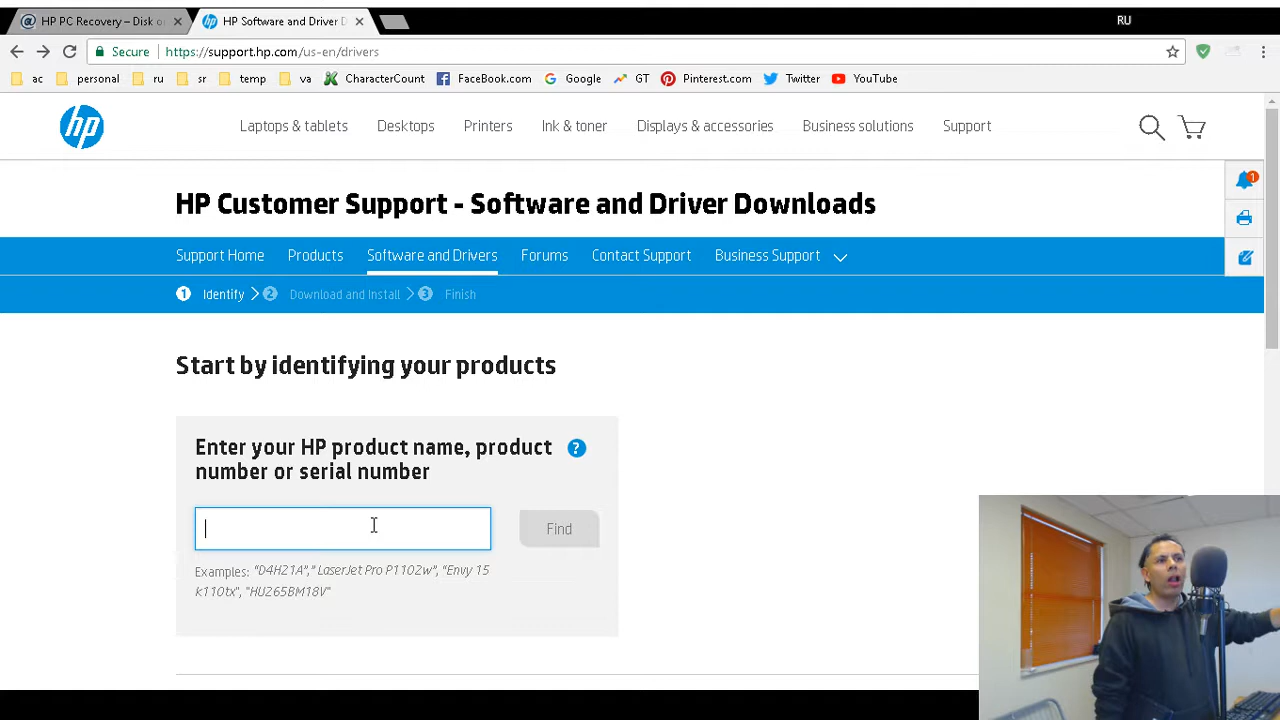 HP PC Recovery – Disk o
HP Software and Driver D
RU
Secure
https://support.hp.com/us-en/drivers
ac
personal
ru
sr
temp
va
CharacterCount
FaceBook.com
Google
GT
Pinterest.com
Twitter
YouTube
hp
Laptops & tablets
Desktops
Printers
Ink & toner
Displays & accessories
Business solutions
Support
1
HP Customer Support - Software and Driver Downloads
Support Home
Products
Software and Drivers
Forums
Contact Support
Business Support
1 Identify
2 Download and Install
3 Finish
Start by identifying your products
Enter your HP product name, product ?
number or serial number
Find
Examples: "D4H21A"," LaserJet Pro P1102w", "Envy 15
k110tx", "HU265BM18V"